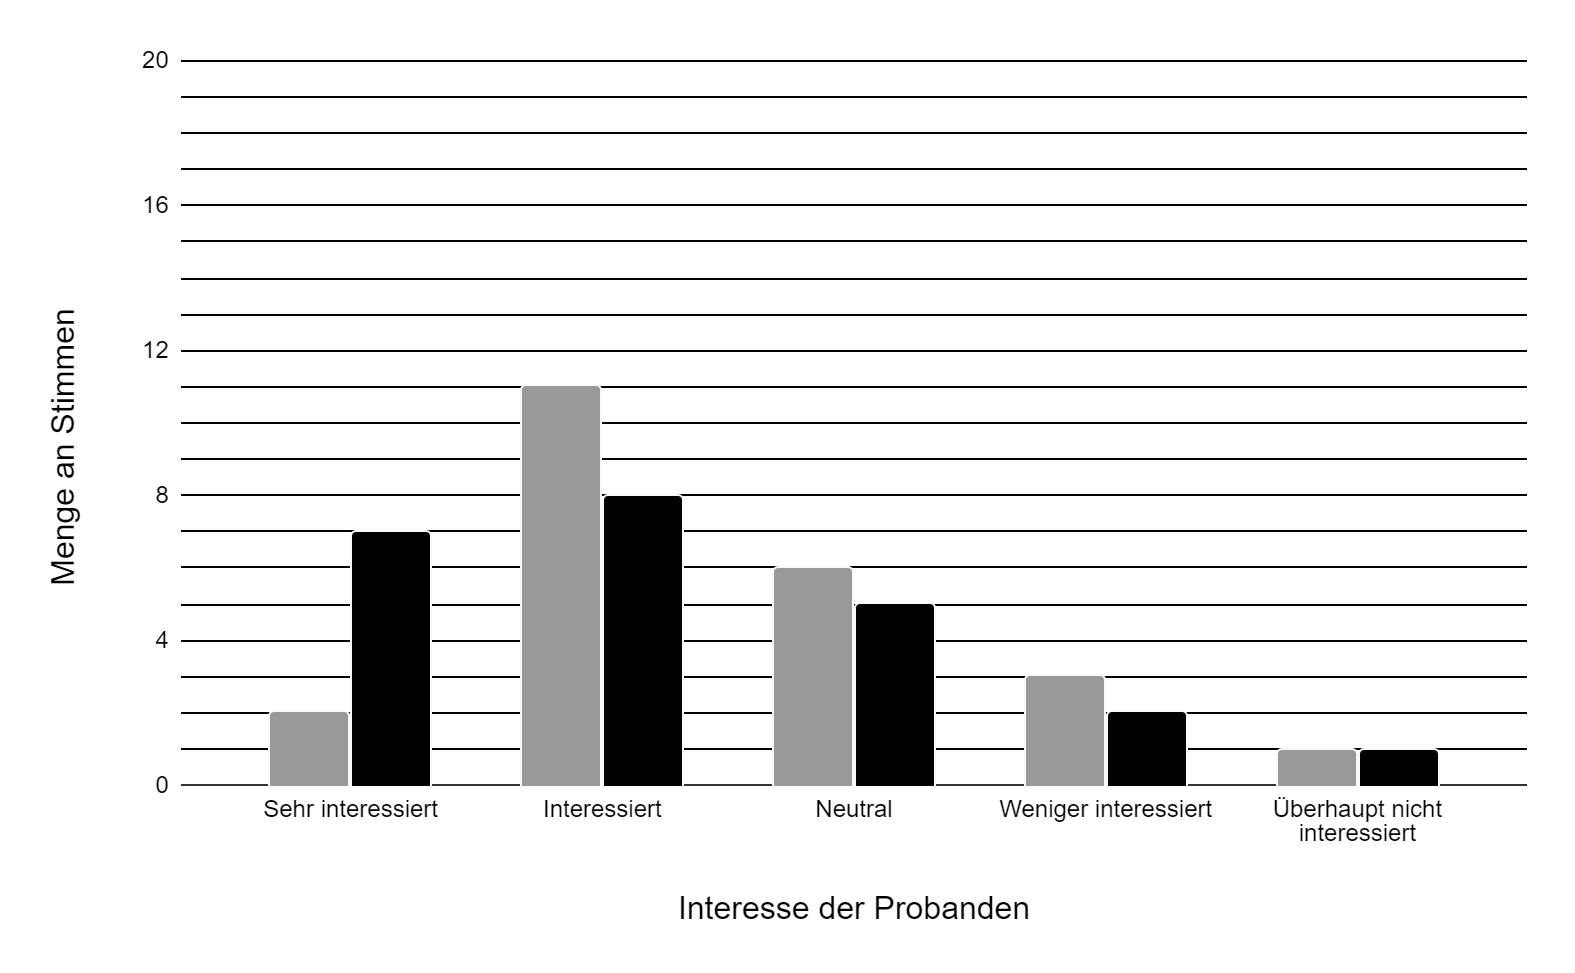 20
16
12
8
4
0
Menge an Stimmen
Sehr interessiert
Interessiert
Neutral
Weniger interessiert
Überhaupt nicht
interessiert
Interesse der Probanden